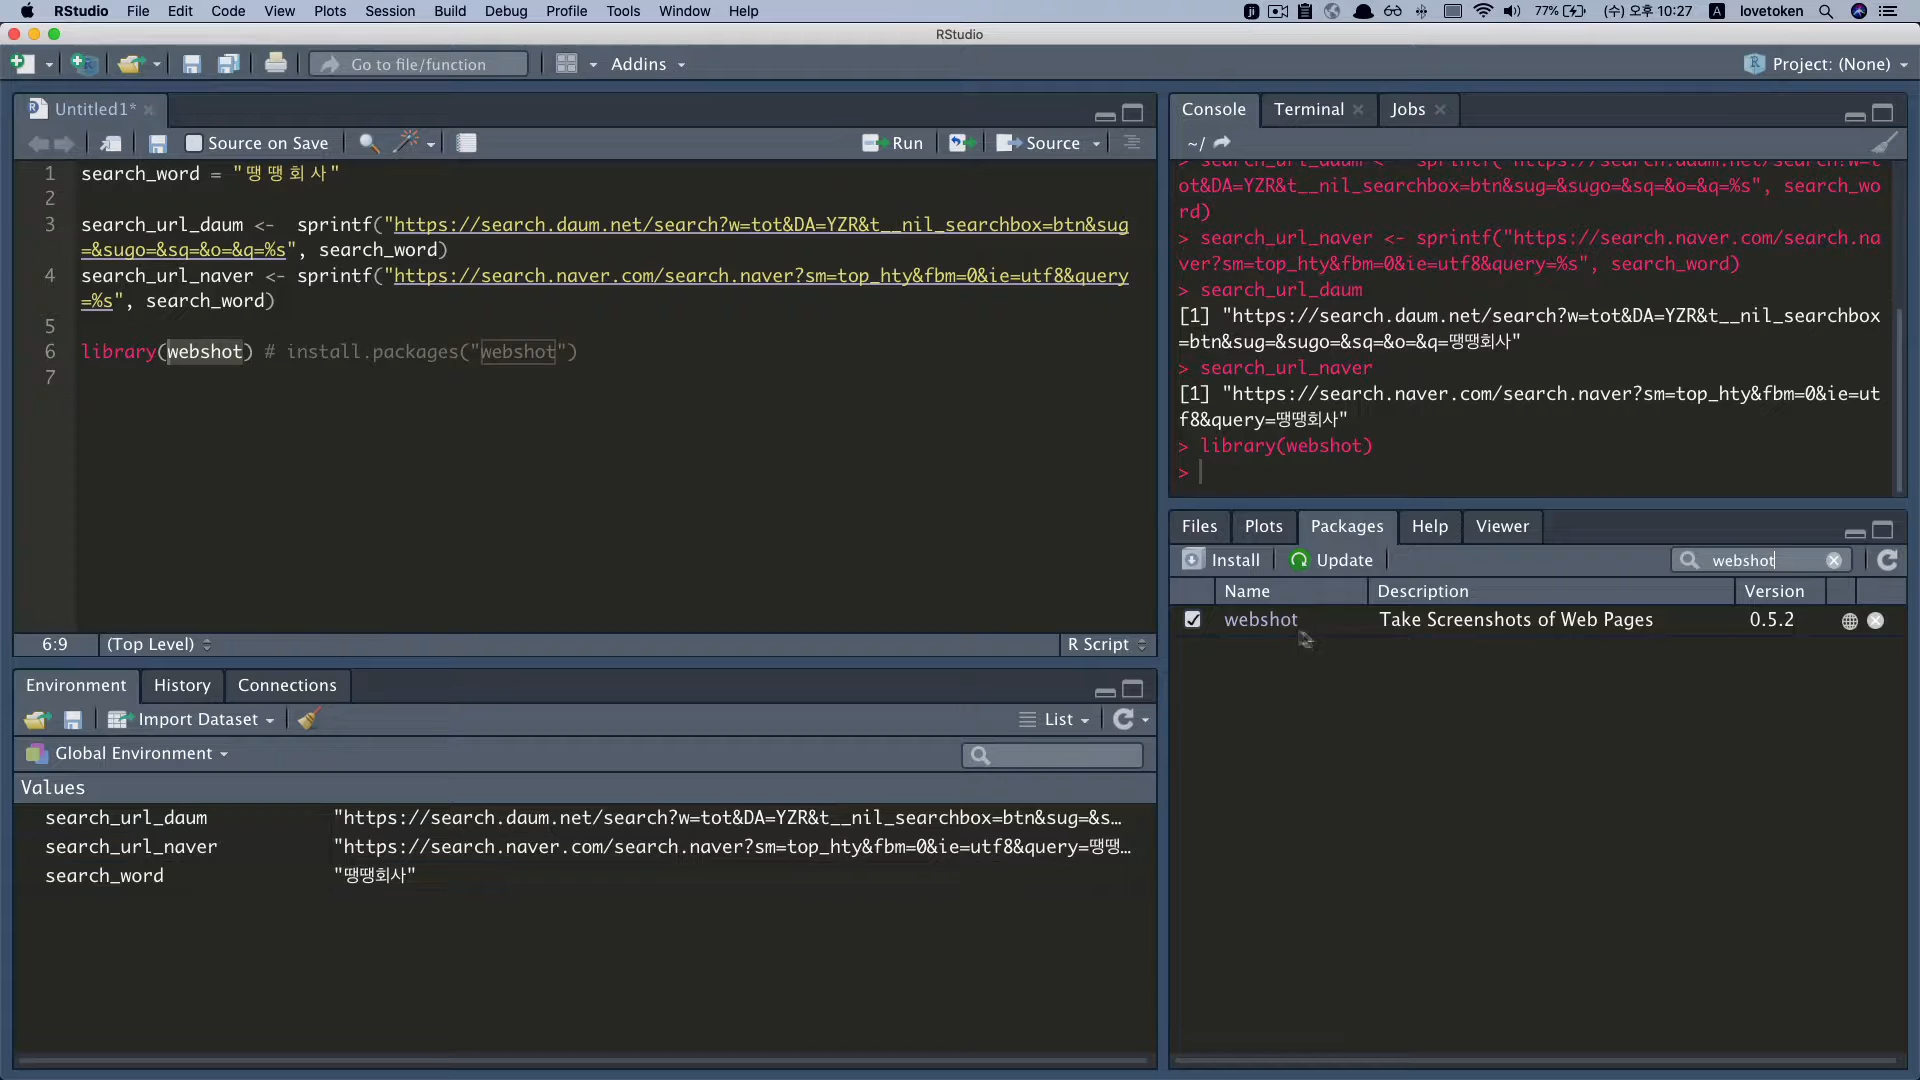 RStudio File Edit Code View Plots Session Build Debug Profile Tools Window Help 77% (수) 오후 10:27 A lovetoken
RStudio
Go to file/function Addins Project: (None)
Untitled1*
Source on Save Run Source
1 search_word = "땡땡회사"
2
3 search_url_daum <-  sprintf("https://search.daum.net/search?w=tot&DA=YZR&t__nil_searchbox=btn&sug
=&sugo=&sq=&o=&q=%s", search_word)
4 search_url_naver <- sprintf("https://search.naver.com/search.naver?sm=top_hty&fbm=0&ie=utf8&query
=%s", search_word)
5
6 library(webshot) # install.packages("webshot")
7
6:9 (Top Level) R Script
Console Terminal Jobs
~/
> search_url_daum <-  sprintf("https://search.daum.net/search?w=t
ot&DA=YZR&t__nil_searchbox=btn&sug=&sugo=&sq=&o=&q=%s", search_wo
rd)
> search_url_naver <- sprintf("https://search.naver.com/search.na
ver?sm=top_hty&fbm=0&ie=utf8&query=%s", search_word)
> search_url_daum
[1] "https://search.daum.net/search?w=tot&DA=YZR&t__nil_searchbox
=btn&sug=&sugo=&sq=&o=&q=땡땡회사"
> search_url_naver
[1] "https://search.naver.com/search.naver?sm=top_hty&fbm=0&ie=ut
f8&query=땡땡회사"
> library(webshot)
>
Environment History Connections
Import Dataset List
Global Environment
Values
search_url_daum "https://search.daum.net/search?w=tot&DA=YZR&t__nil_searchbox=btn&sug=&s…
search_url_naver "https://search.naver.com/search.naver?sm=top_hty&fbm=0&ie=utf8&query=땡땡…
search_word "땡땡회사"
Files Plots Packages Help Viewer
Install Update webshot
Name Description Version
webshot Take Screenshots of Web Pages 0.5.2